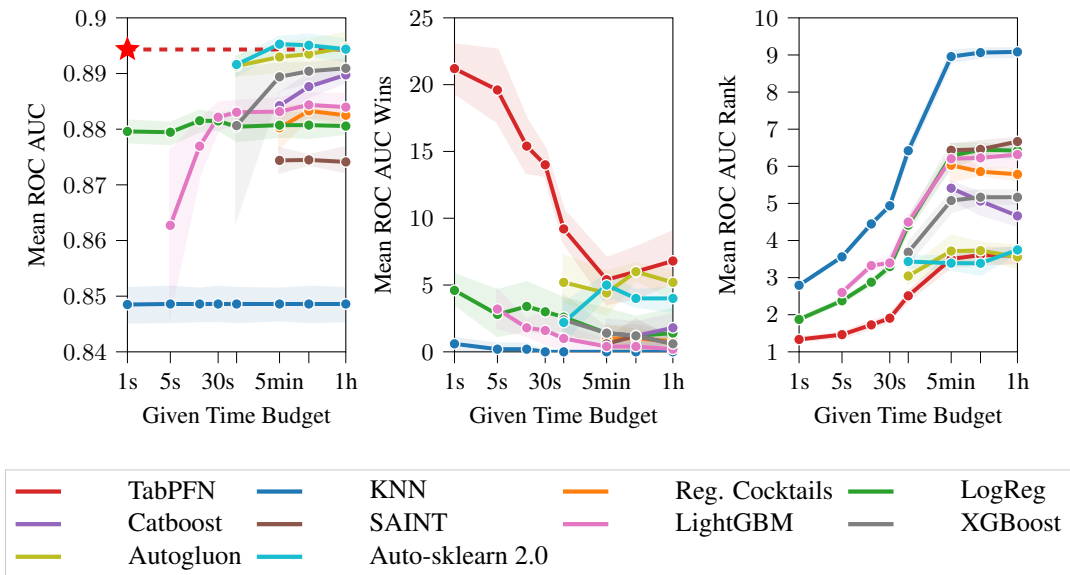 Mean ROC AUC
0.9
0.89
0.88
0.87
0.86
0.85
0.84
1s 5s 30s 5min 1h
Given Time Budget
Mean ROC AUC Wins
25
20
15
10
5
0
1s 5s 30s 5min 1h
Given Time Budget
Mean ROC AUC Rank
10
9
8
7
6
5
4
3
2
1
1s 5s 30s 5min 1h
Given Time Budget
TabPFN KNN Reg. Cocktails LogReg
Catboost SAINT LightGBM XGBoost
Autogluon Auto-sklearn 2.0